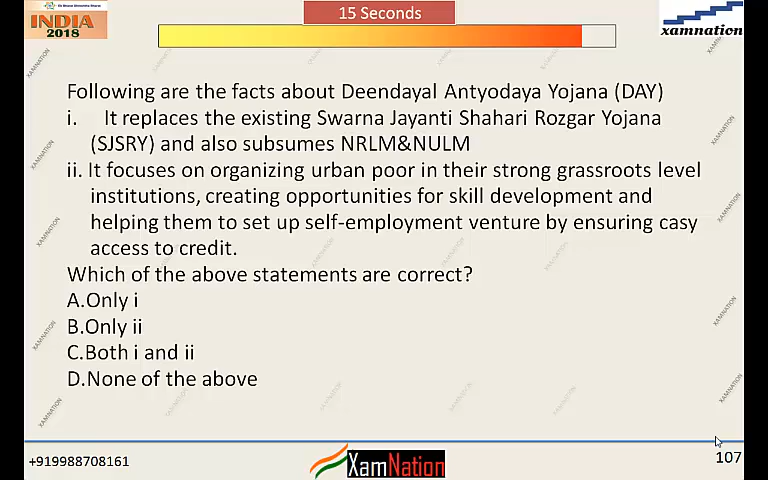 15 Seconds
INDIA
2018
xamnation
Following are the facts about Deendayal Antyodaya Yojana (DAY)
i. It replaces the existing Swarna Jayanti Shahari Rozgar Yojana
(SJSRY) and also subsumes NRLM&NULM
ii. It focuses on organizing urban poor in their strong grassroots level
institutions, creating opportunities for skill development and
helping them to set up self-employment venture by ensuring casy
access to credit.
Which of the above statements are correct?
A.Only i
B.Only ii
C.Both i and ii
D.None of the above
+919988708161
XamNation
107